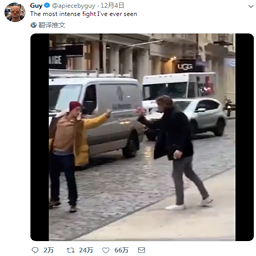 Guy @apiecebyguy · 12月4日
The most intense fight I've ever seen
翻译推文
UGG
2万 24万 66万